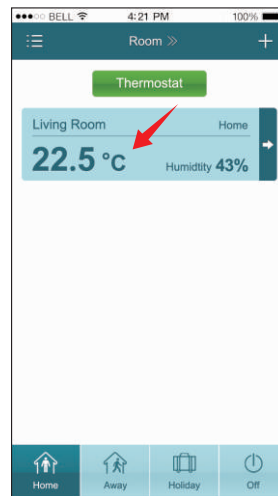 BELL 4:21 PM 100%
Room »
+
Thermostat
Living Room Home
22.5 °C Humidtity 43%
Home Away Holiday Off